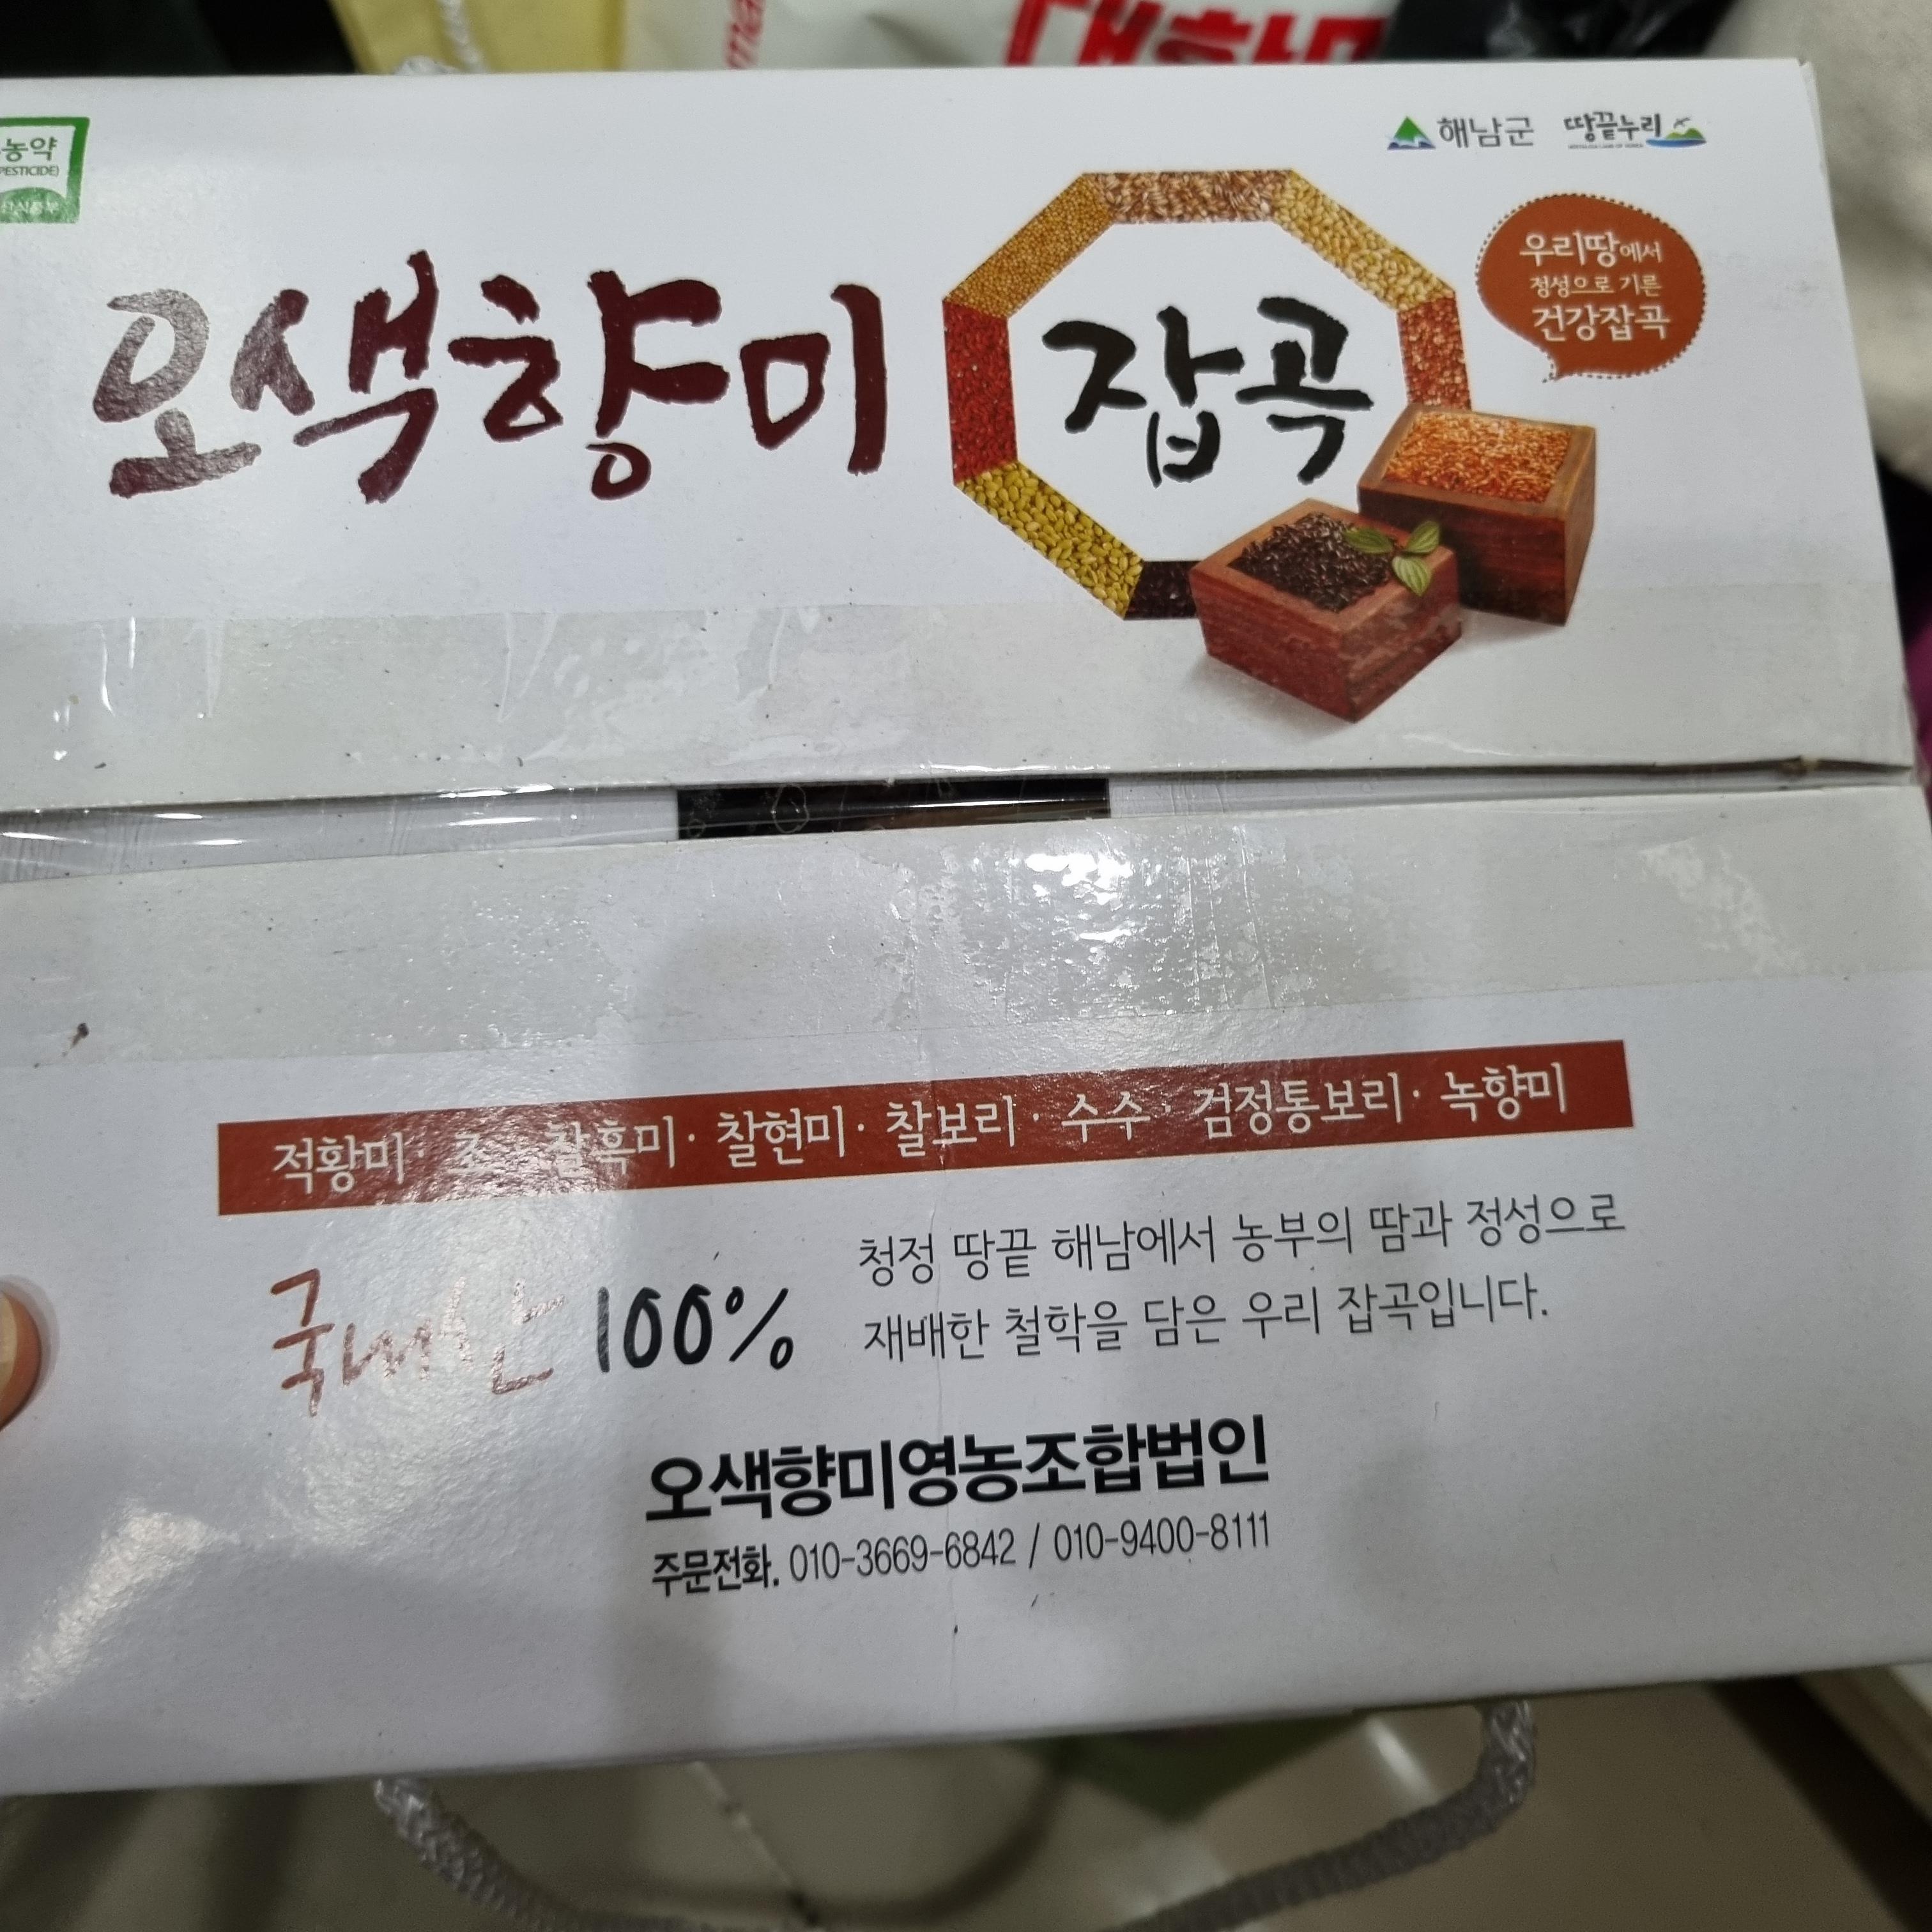 농약
PESTICIDE)
해남군 땅끝누리
오색향미 잡곡
우리땅에서
정성으로 기른
건강잡곡
적황미· 조· 찰흑미· 찰현미· 찰보리· 수수· 검정통보리· 녹향미
국내산 100%
청정 땅끝 해남에서 농부의 땀과 정성으로
재배한 철학을 담은 우리 잡곡입니다.
오색향미영농조합법인
주문전화. 010-3669-6842 / 010-9400-8111